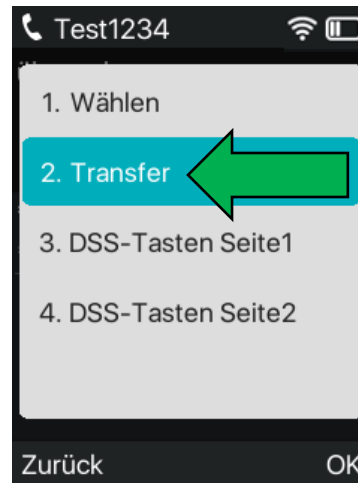 Test1234
1. Wählen
2. Transfer
3. DSS-Tasten Seite1
4. DSS-Tasten Seite2
Zurück OK